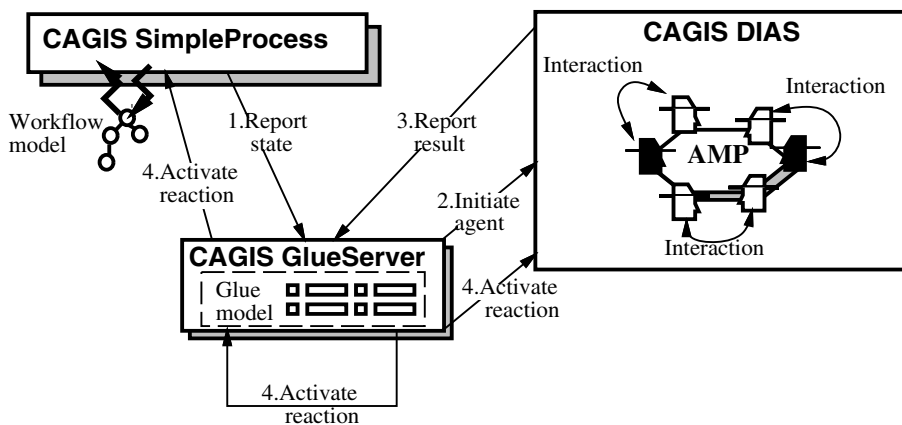 CAGIS SimpleProcess
CAGIS DIAS
Interaction
Interaction
Workflow
model
1.Report
state
3.Report
result
AMP
4.Activate
reaction
2.Initiate
agent
Interaction
CAGIS GlueServer
Glue
model
4.Activate
reaction
4.Activate
reaction